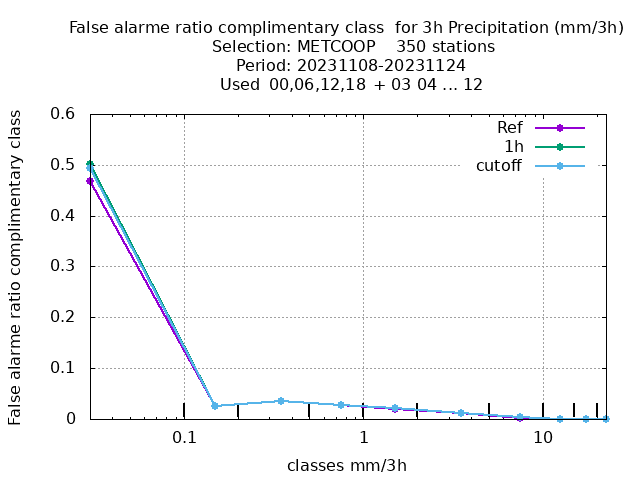 False alarme ratio complimentary class  for 3h Precipitation (mm/3h)
Selection: METCOOP    350 stations
Period: 20231108-20231124
Used  00,06,12,18  + 03 04 ... 12
False alarme ratio complimentary class
0.6
0.5
0.4
0.3
0.2
0.1
0
Ref
1h
cutoff
0.1
1
10
classes mm/3h